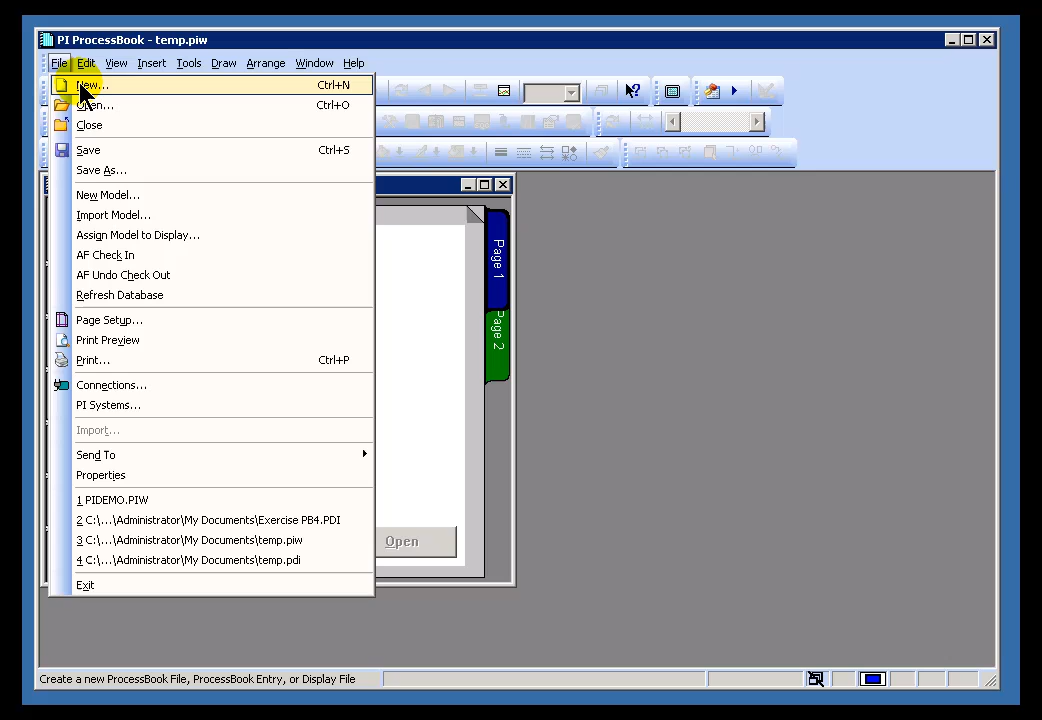 PI ProcessBook - temp.piw
File Edit View Insert Tools Draw Arrange Window Help
New... Ctrl+N
Open... Ctrl+O
Close
Save Ctrl+S
Save As...
New Model...
Import Model...
Assign Model to Display...
AF Check In
AF Undo Check Out
Refresh Database
Page Setup...
Print Preview
Print... Ctrl+P
Connections...
PI Systems...
Import...
Send To
Properties
1 PIDEMO.PIW
2 C:\...\Administrator\My Documents\Exercise PB4.PDI
3 C:\...\Administrator\My Documents\temp.piw
4 C:\...\Administrator\My Documents\temp.pdi
Exit
Page 1
Page 2
Open
Create a new ProcessBook File, ProcessBook Entry, or Display File